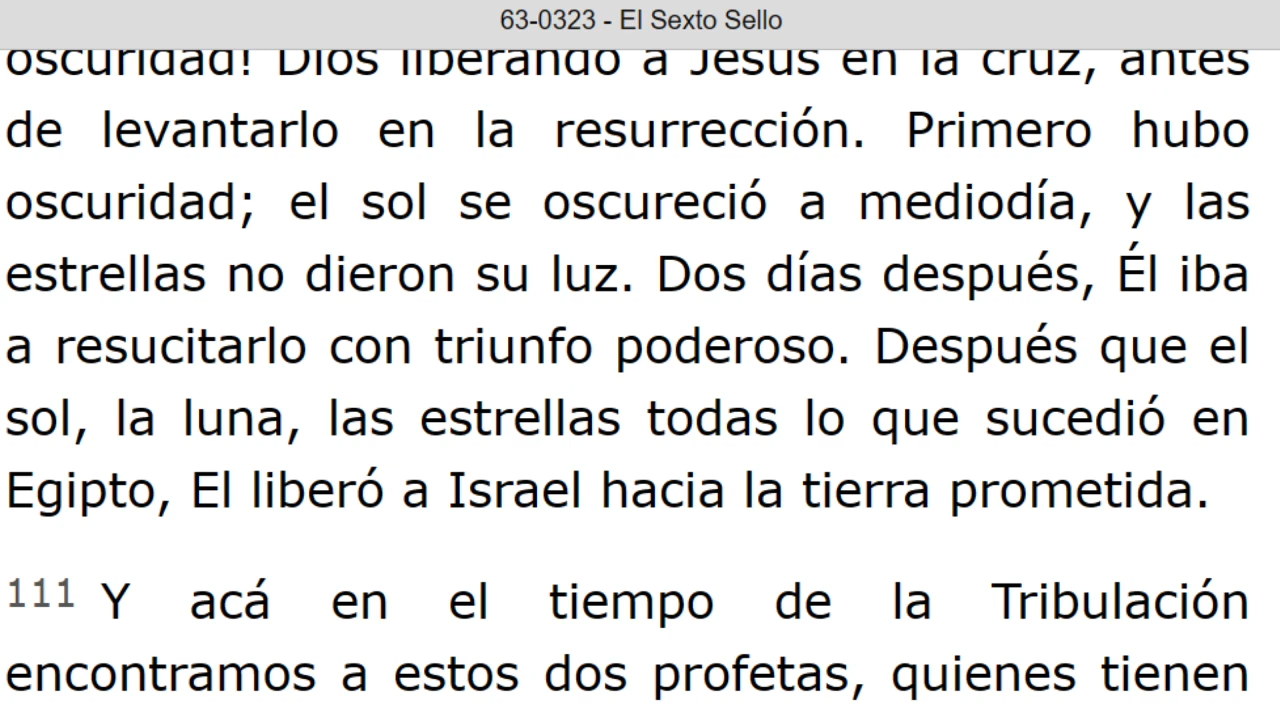 63-0323 - El Sexto Sello
oscuridad! Dios liberando a Jesús en la cruz, antes
de levantarlo en la resurrección. Primero hubo
oscuridad; el sol se oscureció a mediodía, y las
estrellas no dieron su luz. Dos días después, Él iba
a resucitarlo con triunfo poderoso. Después que el
sol, la luna, las estrellas todas lo que sucedió en
Egipto, El liberó a Israel hacia la tierra prometida.
111 Y acá en el tiempo de la Tribulación
encontramos a estos dos profetas, quienes tienen